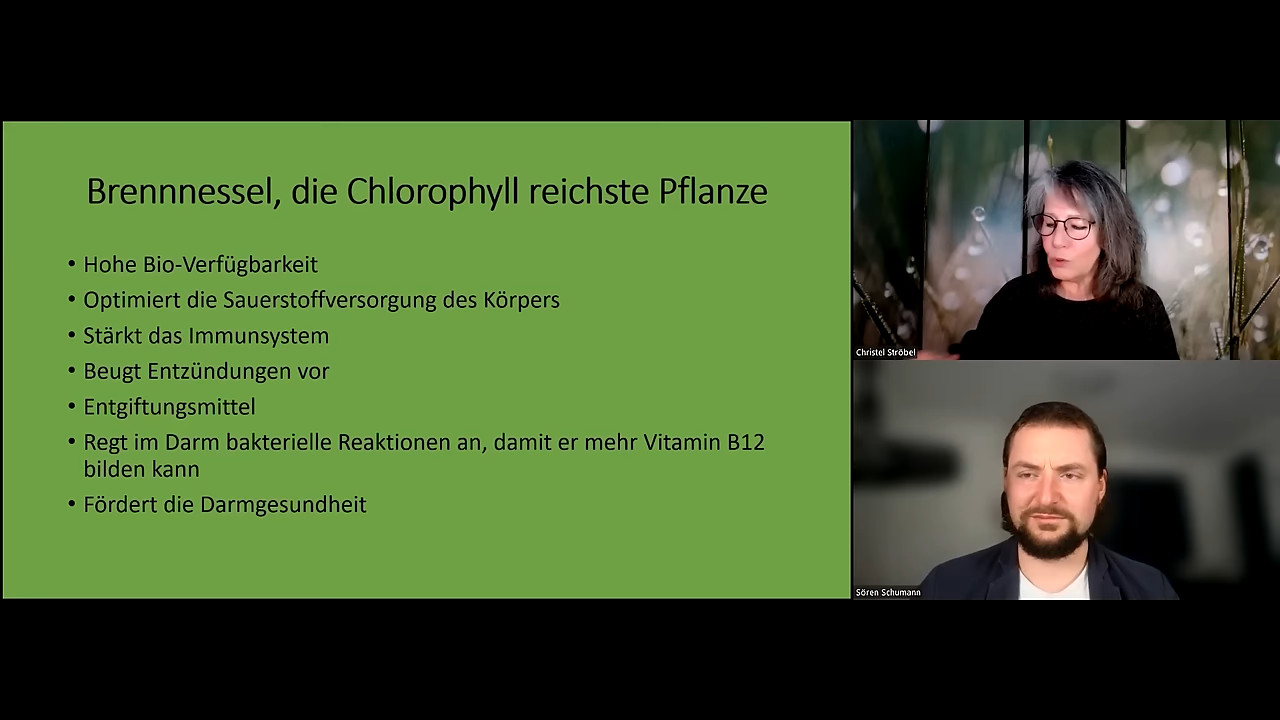 Brennnessel, die Chlorophyll reichste Pflanze
• Hohe Bio-Verfügbarkeit
• Optimiert die Sauerstoffversorgung des Körpers
• Stärkt das Immunsystem
• Beugt Entzündungen vor
• Entgiftungsmittel
• Regt im Darm bakterielle Reaktionen an, damit er mehr Vitamin B12
bilden kann
• Fördert die Darmgesundheit
Christel Ströbel
Sören Schumann